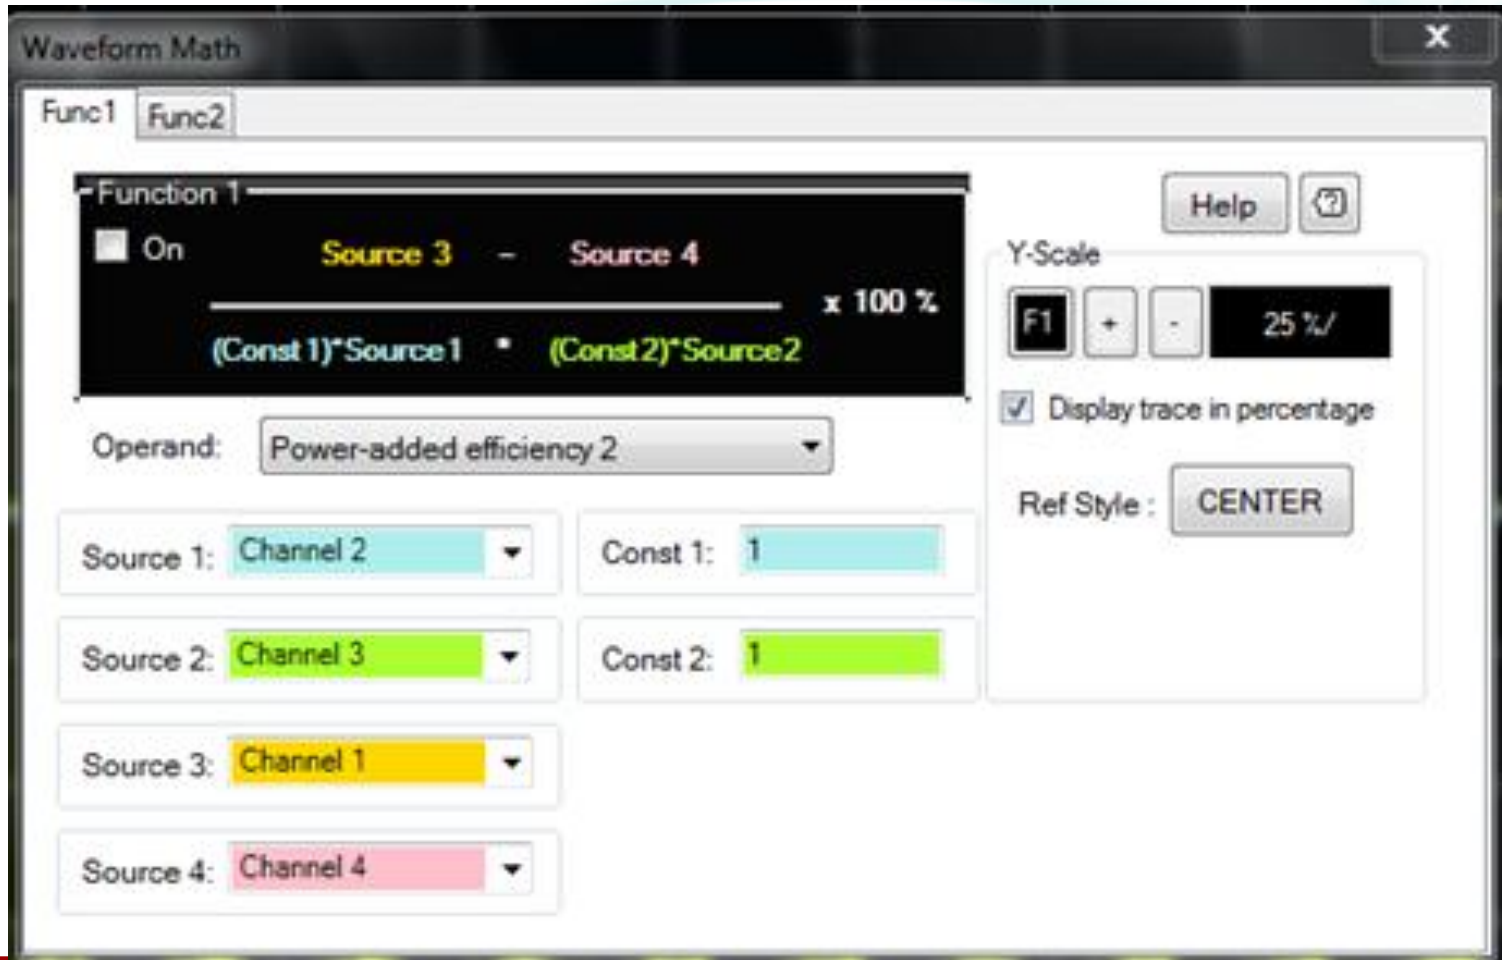 Waveform Math
x
Func1 Func2
Function 1
On
Source 3 - Source 4
x 100 %
(Const1)*Source1 * (Const2)*Source2
Help ?
Y-Scale
F1 + - 25 %/
Display trace in percentage
Ref Style : CENTER
Operand: Power-added efficiency 2
Source 1: Channel 2 Const 1: 1
Source 2: Channel 3 Const 2: 1
Source 3: Channel 1
Source 4: Channel 4